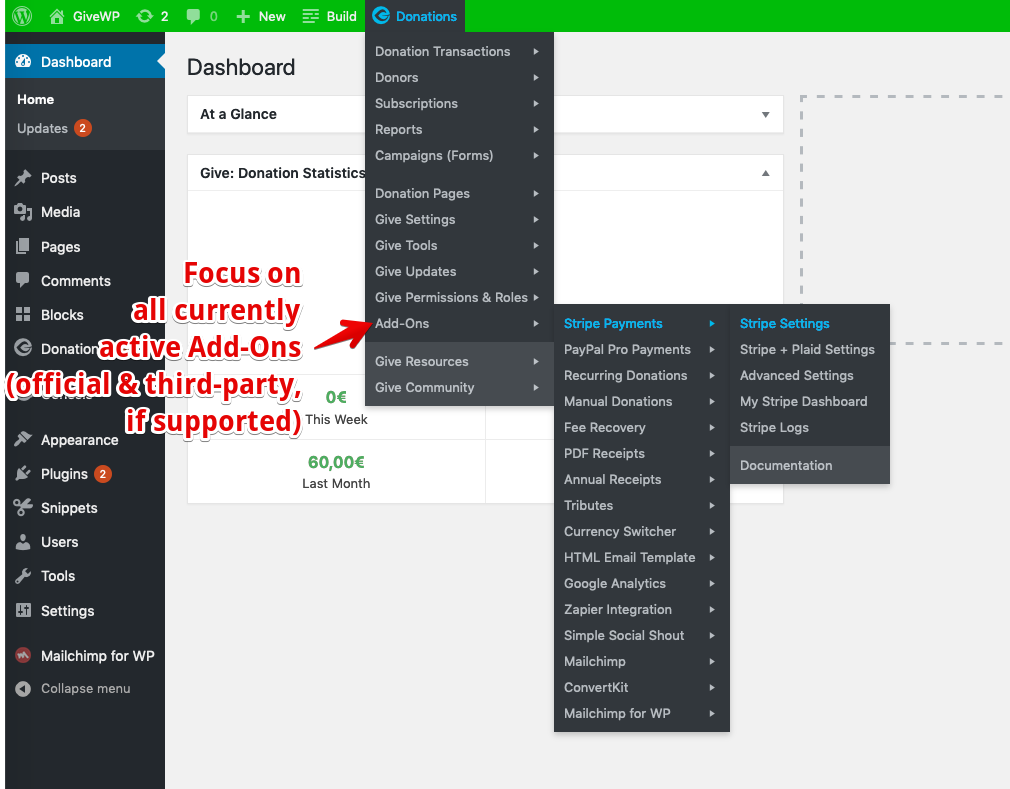 GiveWP 2 0 New Build Donations
Dashboard
Home
Updates 2
Posts
Media
Pages
Comments
Blocks
Donation
Appearance
Plugins 2
Snippets
Users
Tools
Settings
Mailchimp for WP
Collapse menu
Dashboard
At a Glance
Give: Donation Statistics
0€
This Week
60,00€
Last Month
Focus on
all currently
active Add-Ons
(official & third-party,
if supported)
Donation Transactions
Donors
Subscriptions
Reports
Campaigns (Forms)
Donation Pages
Give Settings
Give Tools
Give Updates
Give Permissions & Roles
Add-Ons
Give Resources
Give Community
Stripe Payments
PayPal Pro Payments
Recurring Donations
Manual Donations
Fee Recovery
PDF Receipts
Annual Receipts
Tributes
Currency Switcher
HTML Email Template
Google Analytics
Zapier Integration
Simple Social Shout
Mailchimp
ConvertKit
Mailchimp for WP
Stripe Settings
Stripe + Plaid Settings
Advanced Settings
My Stripe Dashboard
Stripe Logs
Documentation